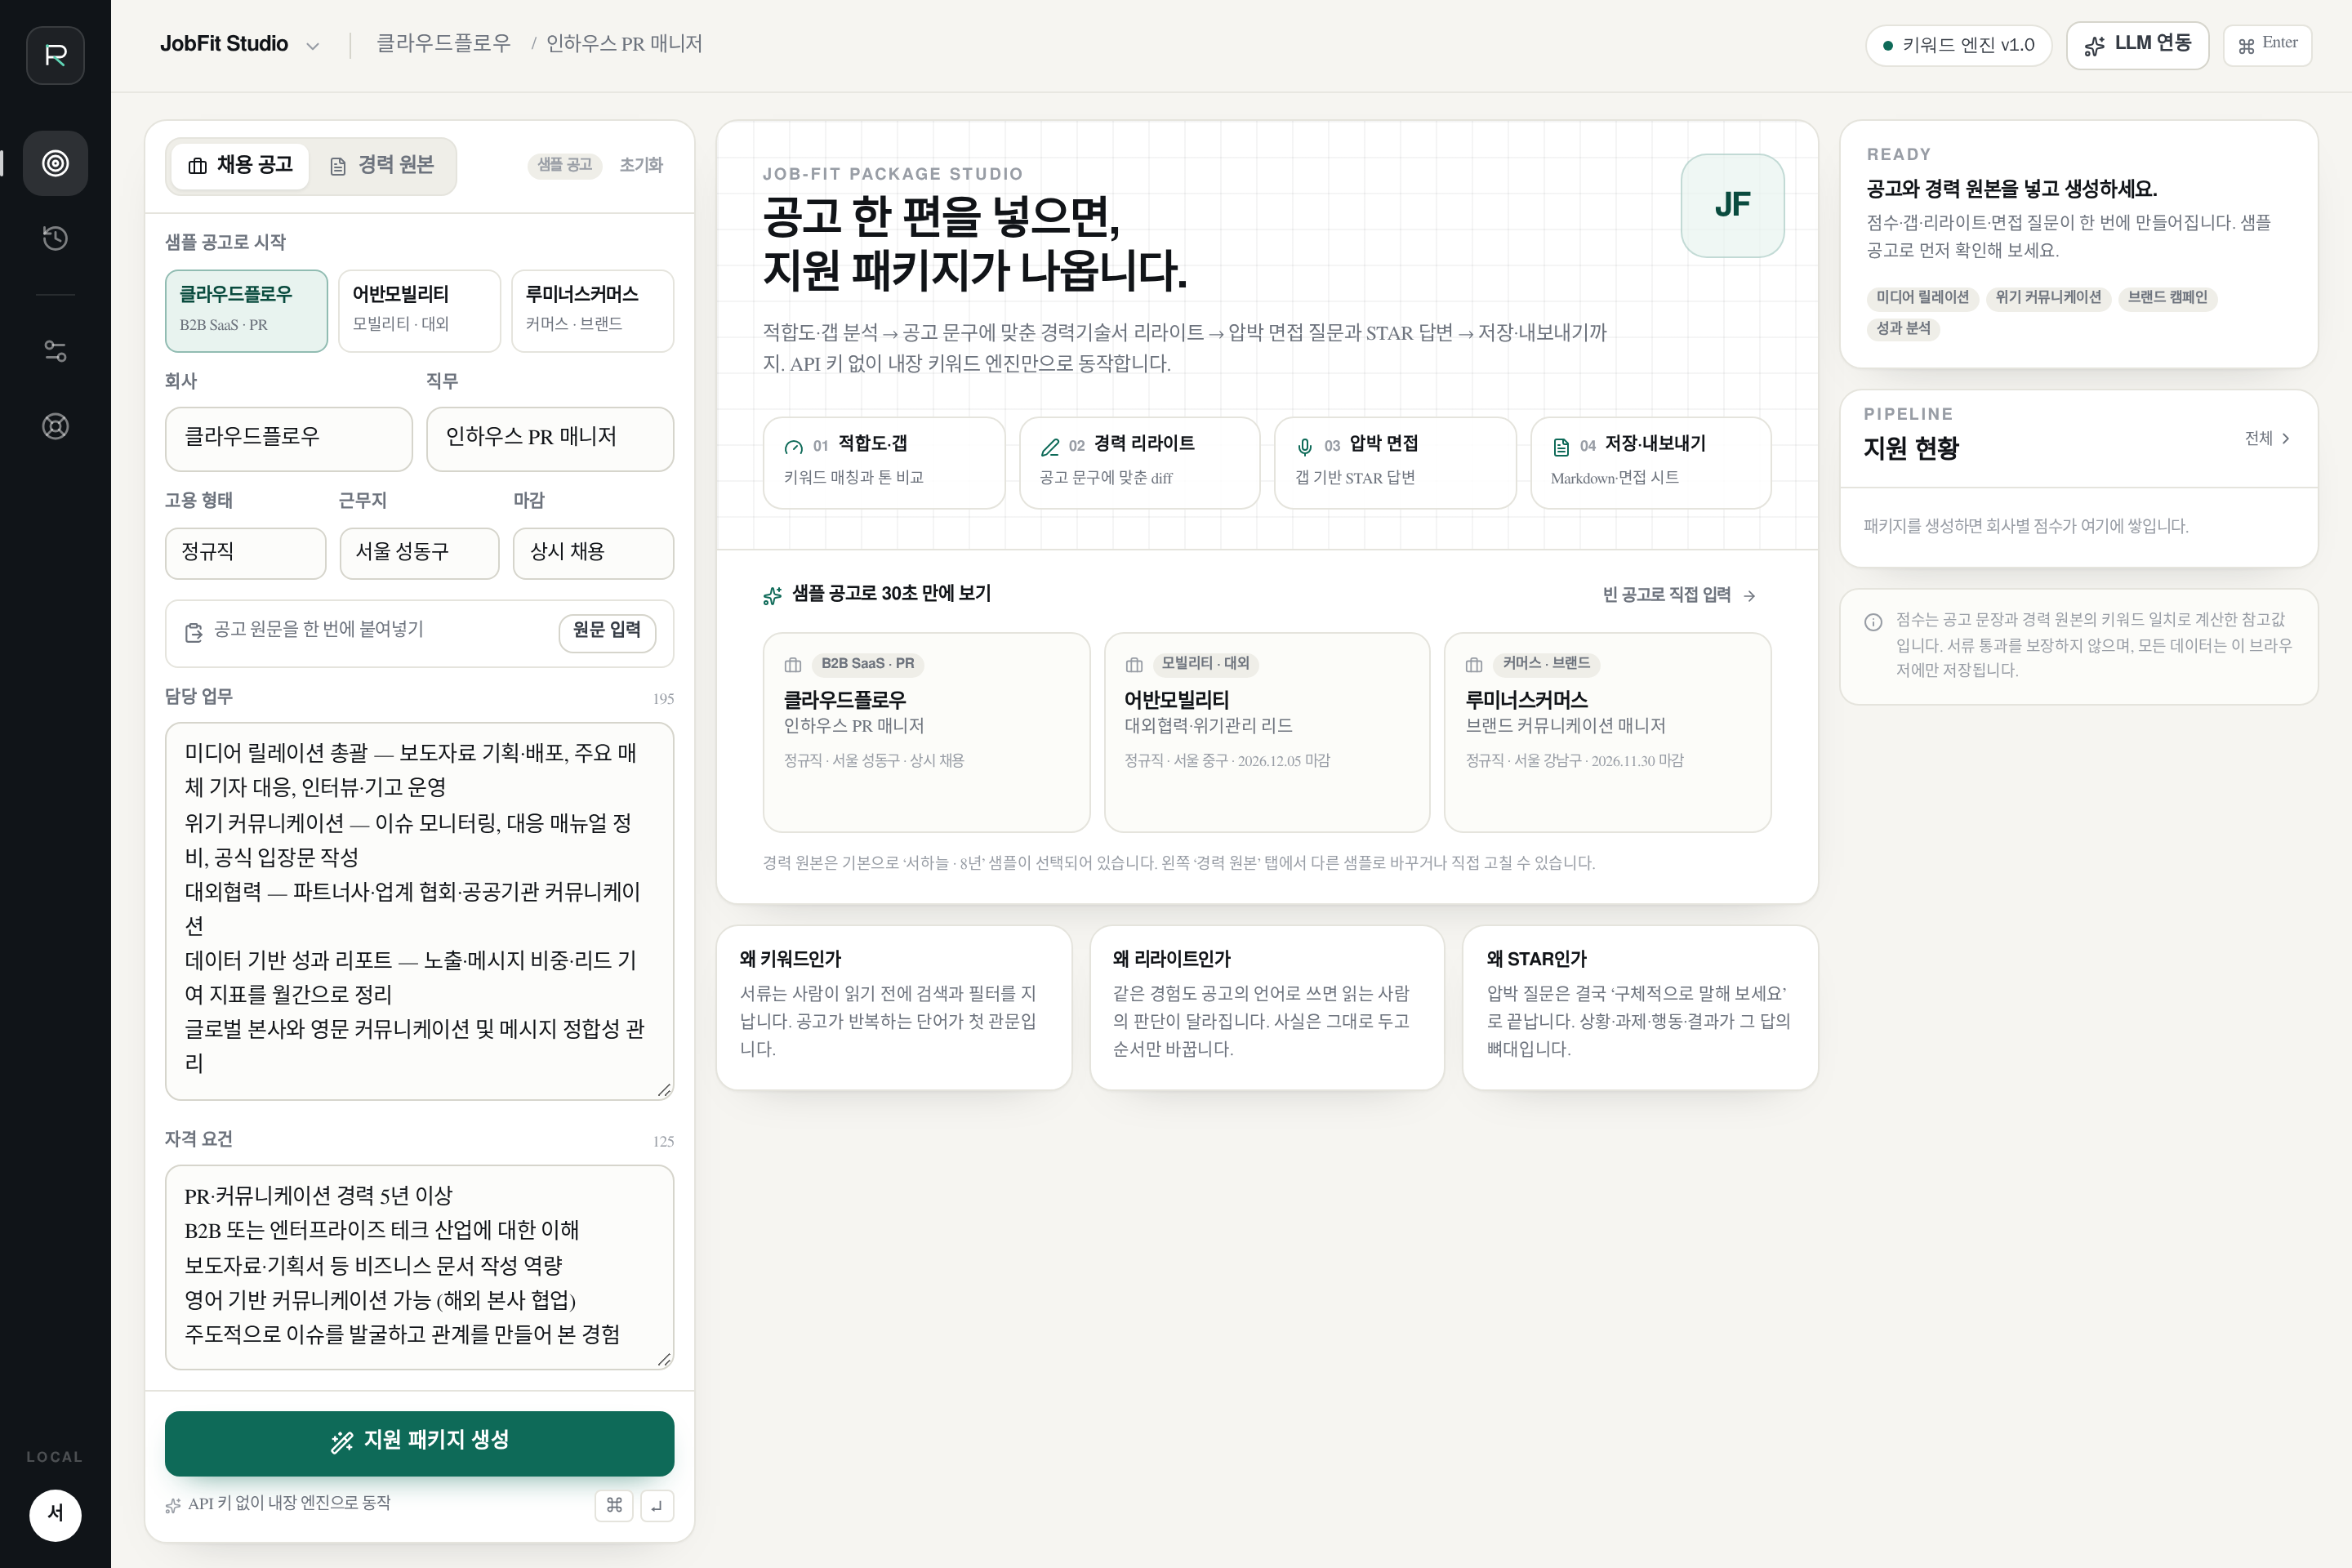 R
JobFit Studio
클라우드플로우 / 인하우스 PR 매니저
키워드 엔진 v1.0
LLM 연동
⌘ Enter
채용 공고
경력 원본
샘플 공고
초기화
샘플 공고로 시작
클라우드플로우
B2B SaaS · PR
어반모빌리티
모빌리티 · 대외
루미너스커머스
커머스 · 브랜드
회사
직무
클라우드플로우
인하우스 PR 매니저
고용 형태
근무지
마감
정규직
서울 성동구
상시 채용
공고 원문을 한 번에 붙여넣기
원문 입력
담당 업무
195
미디어 릴레이션 총괄 — 보도자료 기획·배포, 주요 매
체 기자 대응, 인터뷰·기고 운영
위기 커뮤니케이션 — 이슈 모니터링, 대응 매뉴얼 정
비, 공식 입장문 작성
대외협력 — 파트너사·업계 협회·공공기관 커뮤니케이
션
데이터 기반 성과 리포트 — 노출·메시지 비중·리드 기
여 지표를 월간으로 정리
글로벌 본사와 영문 커뮤니케이션 및 메시지 정합성 관
리
자격 요건
125
PR·커뮤니케이션 경력 5년 이상
B2B 또는 엔터프라이즈 테크 산업에 대한 이해
보도자료·기획서 등 비즈니스 문서 작성 역량
영어 기반 커뮤니케이션 가능 (해외 본사 협업)
주도적으로 이슈를 발굴하고 관계를 만들어 본 경험
지원 패키지 생성
API 키 없이 내장 엔진으로 동작
⌘ ↵
LOCAL
서
JOB-FIT PACKAGE STUDIO
공고 한 편을 넣으면,
지원 패키지가 나옵니다.
JF
적합도·갭 분석 → 공고 문구에 맞춘 경력기술서 리라이트 → 압박 면접 질문과 STAR 답변 → 저장·내보내기까
지. API 키 없이 내장 키워드 엔진만으로 동작합니다.
01 적합도·갭
키워드 매칭과 톤 비교
02 경력 리라이트
공고 문구에 맞춘 diff
03 압박 면접
갭 기반 STAR 답변
04 저장·내보내기
Markdown·면접 시트
샘플 공고로 30초 만에 보기
빈 공고로 직접 입력 →
B2B SaaS · PR
클라우드플로우
인하우스 PR 매니저
정규직 · 서울 성동구 · 상시 채용
모빌리티 · 대외
어반모빌리티
대외협력·위기관리 리드
정규직 · 서울 중구 · 2026.12.05 마감
커머스 · 브랜드
루미너스커머스
브랜드 커뮤니케이션 매니저
정규직 · 서울 강남구 · 2026.11.30 마감
경력 원본은 기본으로 ‘서하늘 · 8년’ 샘플이 선택되어 있습니다. 왼쪽 ‘경력 원본’ 탭에서 다른 샘플로 바꾸거나 직접 고칠 수 있습니다.
왜 키워드인가
서류는 사람이 읽기 전에 검색과 필터를 지
납니다. 공고가 반복하는 단어가 첫 관문입
니다.
왜 리라이트인가
같은 경험도 공고의 언어로 쓰면 읽는 사람
의 판단이 달라집니다. 사실은 그대로 두고
순서만 바꿉니다.
왜 STAR인가
압박 질문은 결국 ‘구체적으로 말해 보세요’
로 끝납니다. 상황·과제·행동·결과가 그 답의
뼈대입니다.
READY
공고와 경력 원본을 넣고 생성하세요.
점수·갭·리라이트·면접 질문이 한 번에 만들어집니다. 샘플
공고로 먼저 확인해 보세요.
미디어 릴레이션
위기 커뮤니케이션
브랜드 캠페인
성과 분석
PIPELINE
지원 현황
전체
패키지를 생성하면 회사별 점수가 여기에 쌓입니다.
점수는 공고 문장과 경력 원본의 키워드 일치로 계산한 참고값
입니다. 서류 통과를 보장하지 않으며, 모든 데이터는 이 브라우
저에만 저장됩니다.